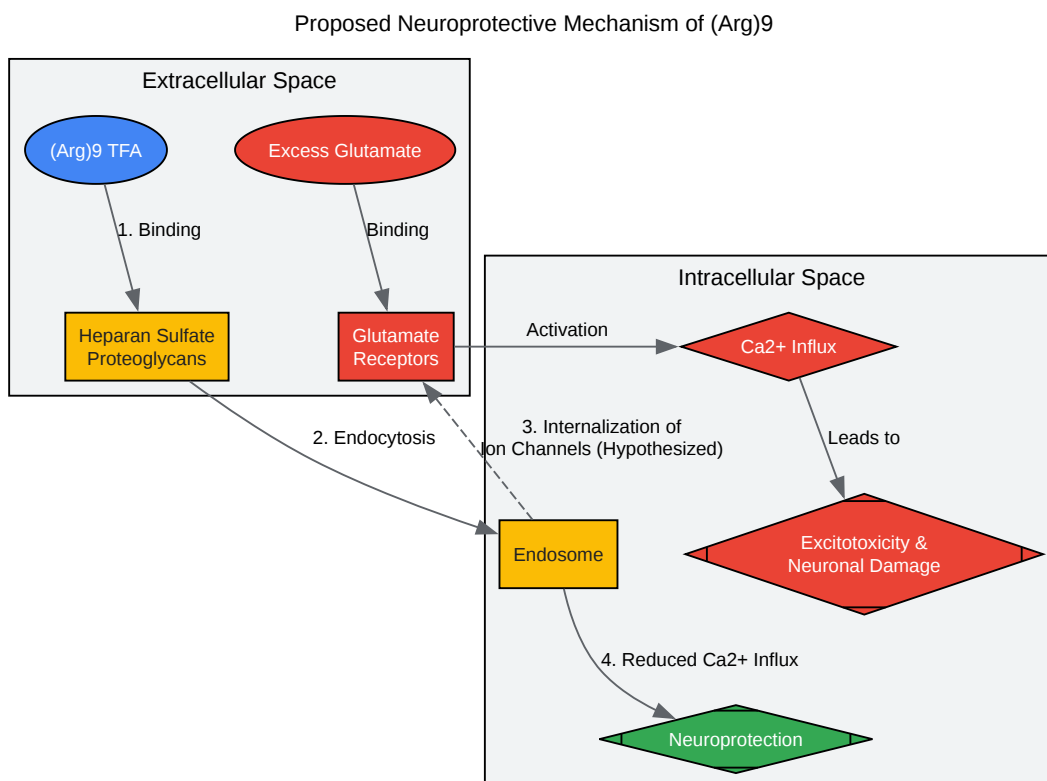 Proposed Neuroprotective Mechanism of (Arg)9
Extracellular Space
(Arg)9 TFA
Excess Glutamate
1. Binding
Binding
Heparan Sulfate
Proteoglycans
Glutamate
Receptors
Intracellular Space
Activation
Ca2+ Influx
2. Endocytosis
3. Internalization of
Ion Channels (Hypothesized)
Leads to
Endosome
Excitotoxicity &
Neuronal Damage
4. Reduced Ca2+ Influx
Neuroprotection